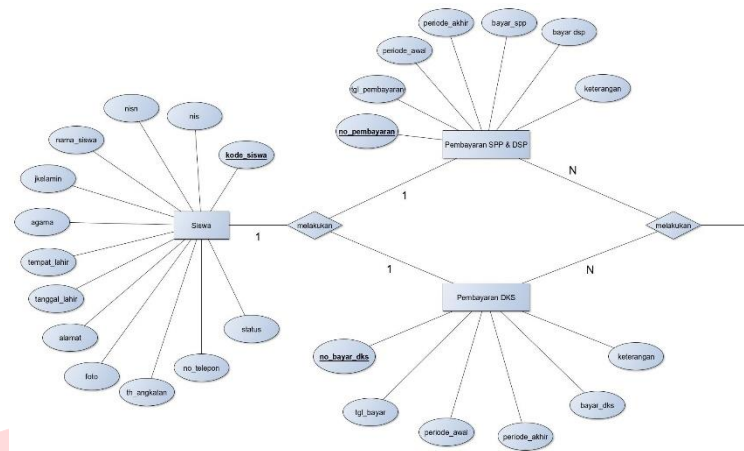 periode_akhir
bayar_spp
bayar dsp
periode_awal
tgl_pembayaran
keterangan
no_pembayaran
Pembayaran SPP & DSP
nisn
nis
nama_siswa
kode_siswa
jkelamin
agama
Siswa
tempat_lahir
tanggal_lahir
alamat
foto
th_angkatan
no_telepon
status
1
melakukan
1
1
N
N
melakukan
Pembayaran DKS
no_bayar_dks
tgl_bayar
periode_awal
periode_akhir
bayar_dks
keterangan